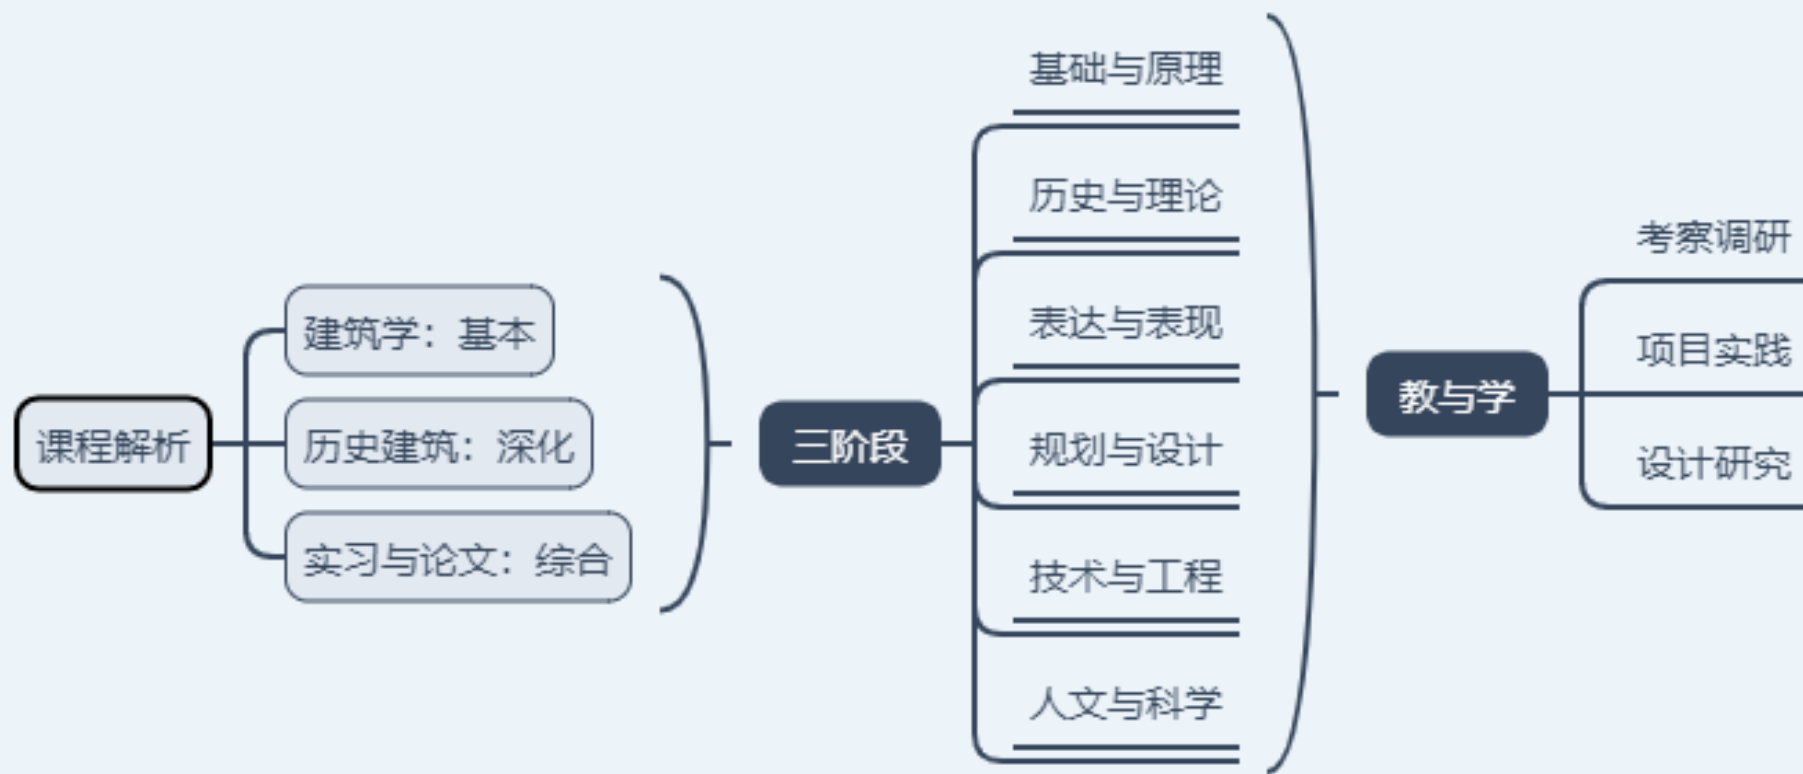 课程解析
建筑学：基本
历史建筑：深化
实习与论文：综合
三阶段
基础与原理
历史与理论
表达与表现
规划与设计
技术与工程
人文与科学
教与学
考察调研
项目实践
设计研究